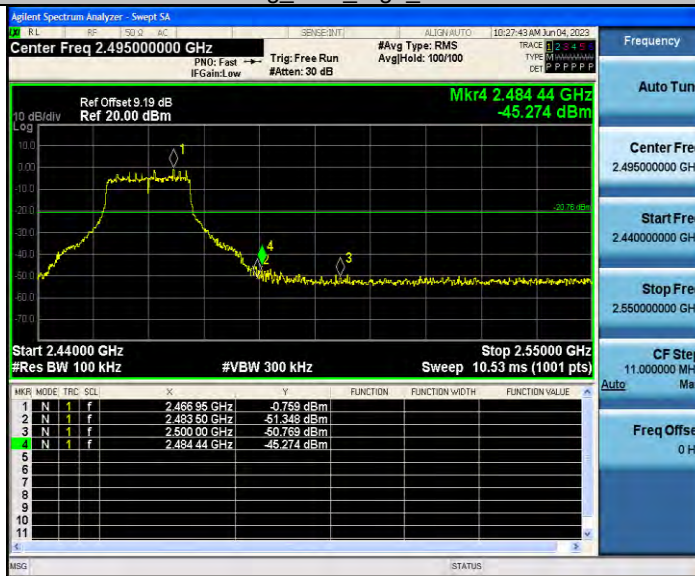 Agilent Spectrum Analyzer - Swept SA
RL RF 50 Ω AC SENSE:INT ALIGN AUTO 10:27:43 AM Jun 04, 2023
Center Freq 2.495000000 GHz
PNO: Fast
IFGain:Low
Trig: Free Run
#Atten: 30 dB
#Avg Type: RMS
Avg|Hold: 100/100
TRACE 1 2 3 4 5 6
TYPE M
DET P P P P P
Mkr4 2.484 44 GHz
-45.274 dBm
Ref Offset 9.19 dB
10 dB/div Ref 20.00 dBm
Log
10.0
0.00
-10.0
-20.0
-30.0
-40.0
-50.0
-60.0
-70.0
1
2
3
4
-20.76 dBm
Start 2.44000 GHz Stop 2.55000 GHz
#Res BW 100 kHz #VBW 300 kHz Sweep 10.53 ms (1001 pts)
MKR MODE TRC SCL X Y FUNCTION FUNCTION WIDTH FUNCTION VALUE
1 N 1 f 2.466 95 GHz -0.759 dBm
2 N 1 f 2.483 50 GHz -51.348 dBm
3 N 1 f 2.500 00 GHz -50.769 dBm
4 N 1 f 2.484 44 GHz -45.274 dBm
5
6
7
8
9
10
11
MSG STATUS
Frequency
Auto Tun
Center Fre
2.495000000 GH
Start Fre
2.440000000 GH
Stop Fre
2.550000000 GH
CF Step
11.000000 MH
Auto Ma
Freq Offse
0 H